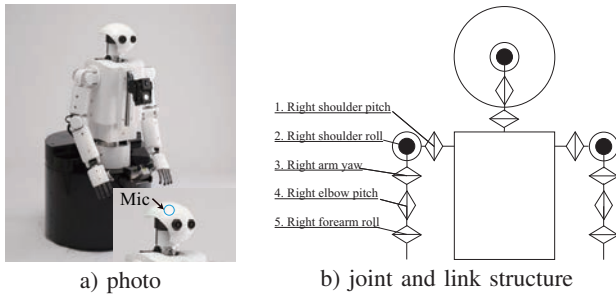 Mic
a) photo
1. Right shoulder pitch
2. Right shoulder roll
3. Right arm yaw
4. Right elbow pitch
5. Right forearm roll
b) joint and link structure